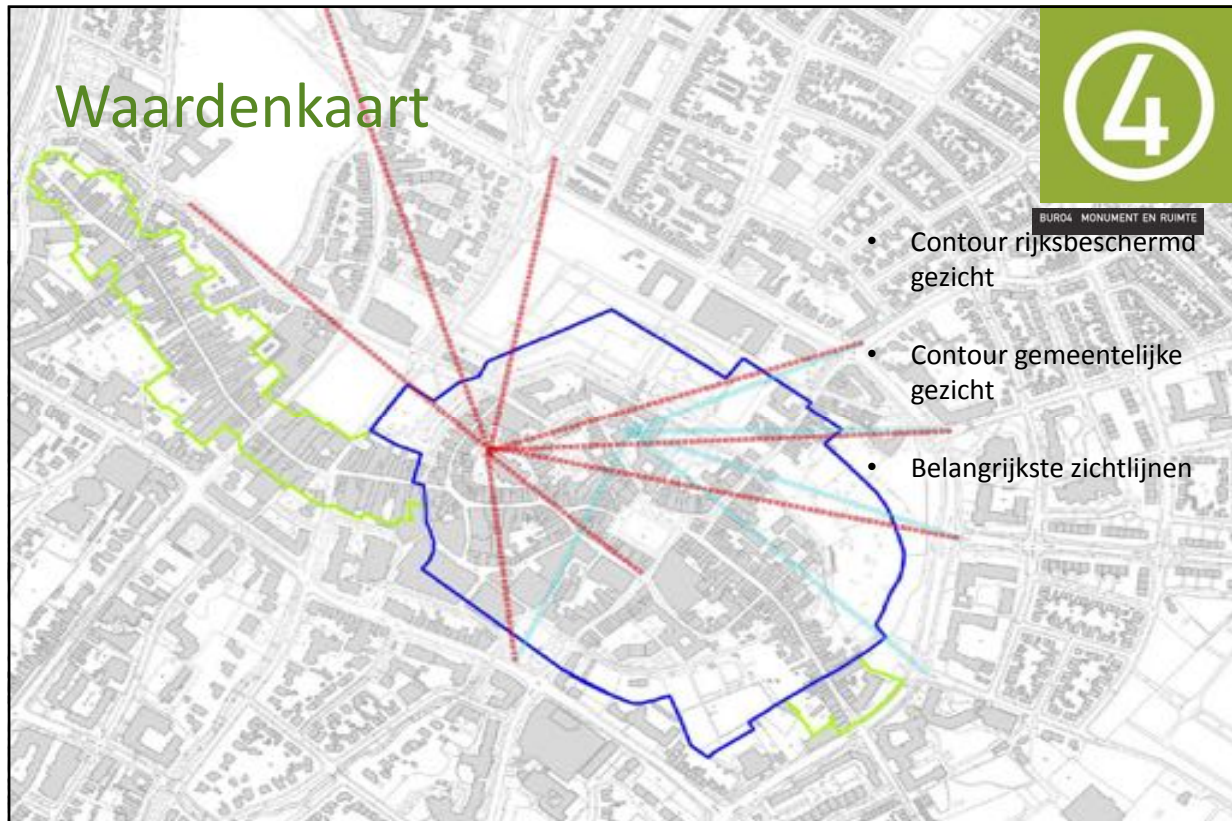 Waardenkaart
4
BURO4 MONUMENT EN RUIMTE
• Contour rijksbeschermd
gezicht
• Contour gemeentelijke
gezicht
• Belangrijkste zichtlijnen